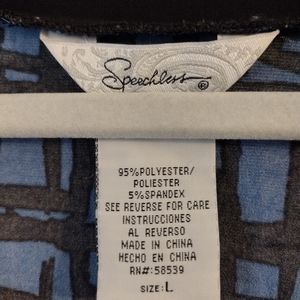 Speechless®
95%POLYESTER/
POLIESTER
5%SPANDEX
SEE REVERSE FOR CARE
INSTRUCCIONES
AL REVERSO
MADE IN CHINA
HECHO EN CHINA
RN#: 58539
SIZE: L